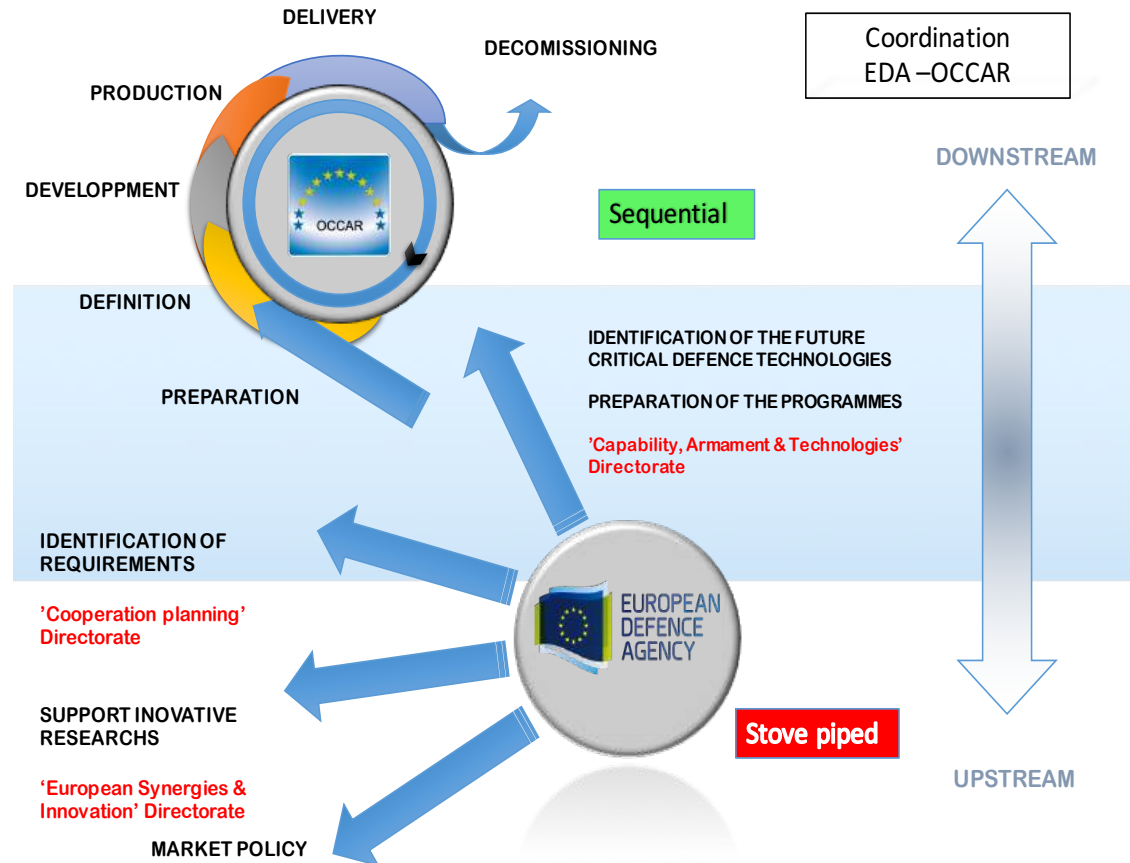 DELIVERY
DECOMISSIONING
Coordination
EDA –OCCAR
PRODUCTION
DOWNSTREAM
DEVELOPPMENT
OCCAR
Sequential
DEFINITION
IDENTIFICATION OF THE FUTURE
CRITICAL DEFENCE TECHNOLOGIES
PREPARATION
PREPARATION OF THE PROGRAMMES
’Capability, Armament & Technologies’
Directorate
IDENTIFICATION OF
REQUIREMENTS
’Cooperation planning’
Directorate
EUROPEAN
DEFENCE
AGENCY
SUPPORT INOVATIVE
RESEARCHS
Stove piped
‘European Synergies &
Innovation’ Directorate
UPSTREAM
MARKET POLICY